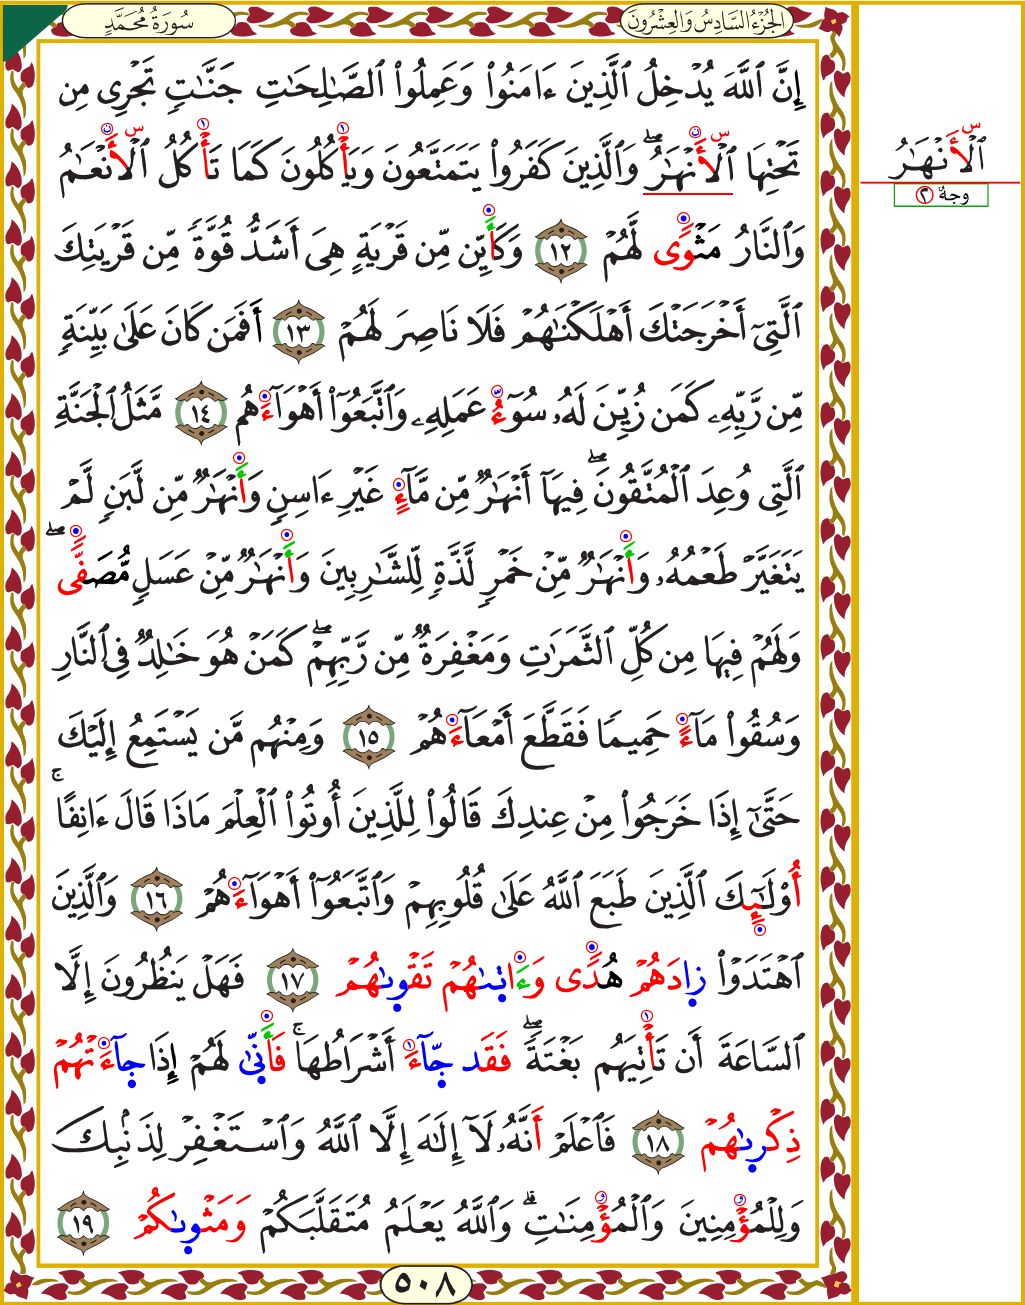 الجُزْءُ السَّادِسُ وَالعِشْرُونَ
سُورَةُ مُحَمَّدٍ
إِنَّ ٱللَّهَ يُدْخِلُ ٱلَّذِينَ ءَامَنُوا۟ وَعَمِلُوا۟ ٱلصَّـٰلِحَـٰتِ جَنَّـٰتٍ تَجْرِى مِن
تَحْتِهَا ٱلْأَنْهَـٰرُ ۖ وَٱلَّذِينَ كَفَرُوا۟ يَتَمَتَّعُونَ وَيَأْكُلُونَ كَمَا تَأْكُلُ ٱلْأَنْعَـٰمُ
وَٱلنَّارُ مَثْوًى لَّهُمْ ١٢ وَكَأَيِّن مِّن قَرْيَةٍ هِىَ أَشَدُّ قُوَّةً مِّن قَرْيَتِكَ
ٱلَّتِىٓ أَخْرَجَتْكَ أَهْلَكْنَـٰهُمْ فَلَا نَاصِرَ لَهُمْ ١٣ أَفَمَن كَانَ عَلَىٰ بَيِّنَةٍ
مِّن رَّبِّهِۦ كَمَن زُيِّنَ لَهُۥ سُوٓءُ عَمَلِهِۦ وَٱتَّبَعُوٓا۟ أَهْوَآءَهُم ١٤ مَّثَلُ ٱلْجَنَّةِ
ٱلَّتِى وُعِدَ ٱلْمُتَّقُونَ ۖ فِيهَآ أَنْهَـٰرٌ مِّن مَّآءٍ غَيْرِ ءَاسِنٍ وَأَنْهَـٰرٌ مِّن لَّبَنٍ لَّمْ
يَتَغَيَّرْ طَعْمُهُۥ وَأَنْهَـٰرٌ مِّنْ خَمْرٍ لَّذَّةٍ لِّلشَّـٰرِبِينَ وَأَنْهَـٰرٌ مِّنْ عَسَلٍ مُّصَفًّى ۖ
وَلَهُمْ فِيهَا مِن كُلِّ ٱلثَّمَرَٰتِ وَمَغْفِرَةٌ مِّن رَّبِّهِمْ ۖ كَمَنْ هُوَ خَـٰلِدٌ فِى ٱلنَّارِ
وَسُقُوا۟ مَآءً حَمِيمًا فَقَطَّعَ أَمْعَآءَهُمْ ١٥ وَمِنْهُم مَّن يَسْتَمِعُ إِلَيْكَ
حَتَّىٰٓ إِذَا خَرَجُوا۟ مِنْ عِندِكَ قَالُوا۟ لِلَّذِينَ أُوتُوا۟ ٱلْعِلْمَ مَاذَا قَالَ ءَانِفًا ۚ
أُو۟لَـٰٓئِكَ ٱلَّذِينَ طَبَعَ ٱللَّهُ عَلَىٰ قُلُوبِهِمْ وَٱتَّبَعُوٓا۟ أَهْوَآءَهُمْ ١٦ وَٱلَّذِينَ
ٱهْتَدَوْا۟ زَادَهُمْ هُدًى وَءَاتَىٰهُمْ تَقْوَىٰهُمْ ١٧ فَهَلْ يَنظُرُونَ إِلَّا
ٱلسَّاعَةَ أَن تَأْتِيَهُم بَغْتَةً ۖ فَقَد جَّآءَ أَشْرَاطُهَا ۚ فَأَنَّىٰ لَهُمْ إِذَا جَآءَتْهُمْ
ذِكْرَىٰهُمْ ١٨ فَٱعْلَمْ أَنَّهُۥ لَآ إِلَـٰهَ إِلَّا ٱللَّهُ وَٱسْتَغْفِرْ لِذَنۢبِكَ
وَلِلْمُؤْمِنِينَ وَٱلْمُؤْمِنَـٰتِ ۗ وَٱللَّهُ يَعْلَمُ مُتَقَلَّبَكُمْ وَمَثْوَىٰكُمْ ١٩
٥٠٨
س
ٱلْأَنْهَـٰرُ
وجهٌ ٢